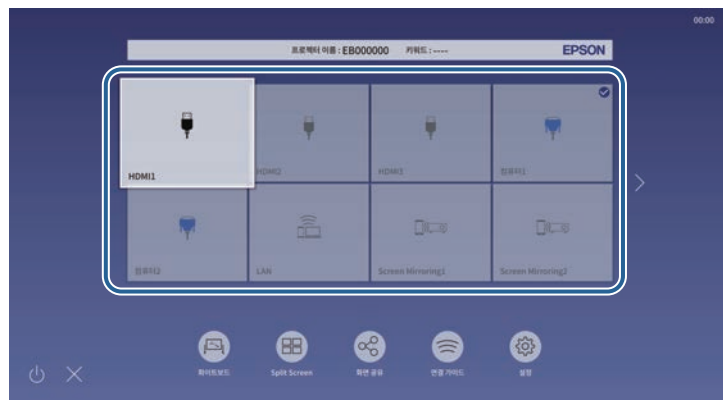 00:00
프로젝터 이름 : EB000000 키워드 : ---- EPSON
HDMI1 HDMI2 HDMI3 컴퓨터1
컴퓨터2 LAN Screen Mirroring1 Screen Mirroring2
화이트보드 Split Screen 화면 공유 연결 가이드 설정